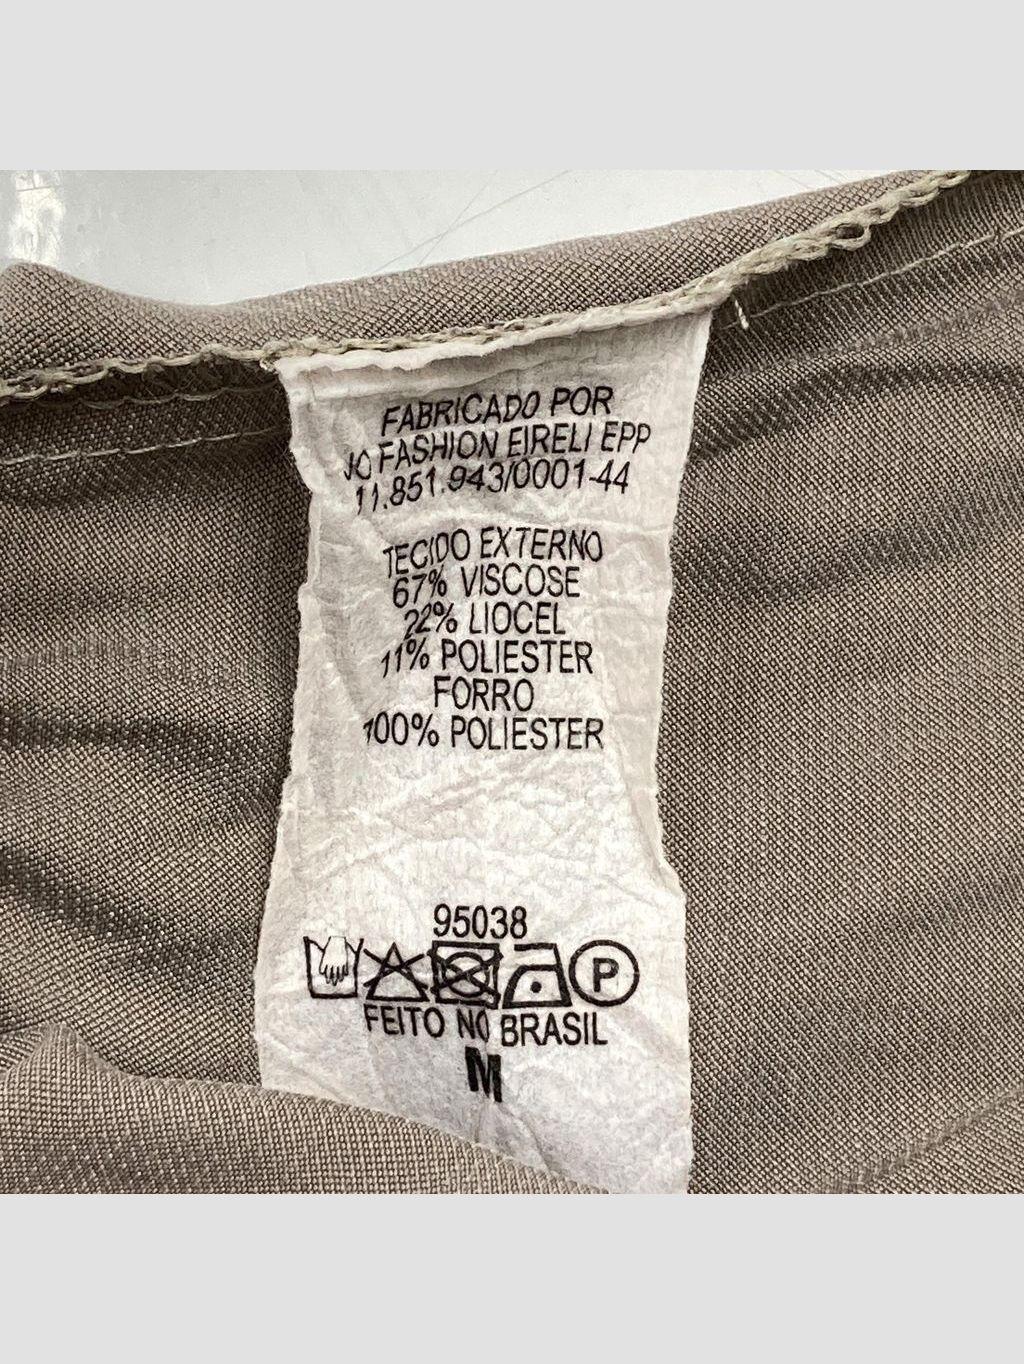 FABRICADO POR
JO FASHION EIRELI EPP
11.851.943/0001-44
TECIDO EXTERNO
67% VISCOSE
22% LIOCEL
11% POLIESTER
FORRO
100% POLIESTER
95038
P
FEITO NO BRASIL
M